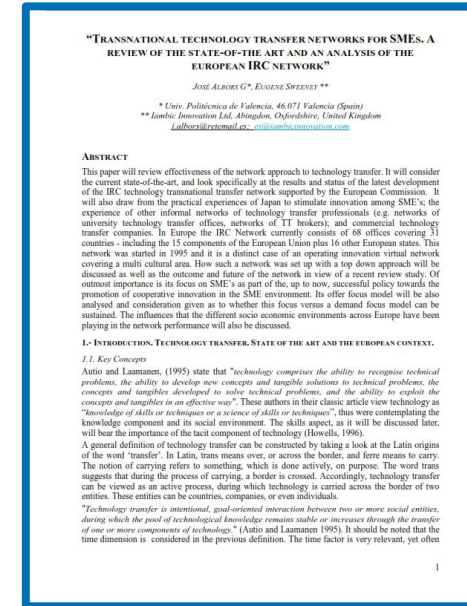 “TRANSNATIONAL TECHNOLOGY TRANSFER NETWORKS FOR SMES. A
REVIEW OF THE STATE-OF-THE ART AND AN ANALYSIS OF THE
EUROPEAN IRC NETWORK”
JOSÉ ALBORS G*, EUGENE SWEENEY **
* Univ. Politécnica de Valencia, 46.071 Valencia (Spain)
** Iambic Innovation Ltd, Abingdon, Oxfordshire, United Kingdom
j.albors@retemail.es; es@iambicinnovation.com
ABSTRACT
This paper will review effectiveness of the network approach to technology transfer. It will consider
the current state-of-the-art, and look specifically at the results and status of the latest development
of the IRC technology transnational transfer network supported by the European Commission. It
will also draw from the practical experiences of Japan to stimulate innovation among SME's; the
experience of other informal networks of technology transfer professionals (e.g. networks of
university technology transfer offices, networks of TT brokers); and commercial technology
transfer companies. In Europe the IRC Network currently consists of 68 offices covering 31
countries - including the 15 components of the European Union plus 16 other European states. This
network was started in 1995 and it is a distinct case of an operating innovation virtual network
covering a multi cultural area. How such a network was set up with a top down approach will be
discussed as well as the outcome and future of the network in view of a recent review study. Of
outmost importance is its focus on SME's as part of the, up to now, successful policy towards the
promotion of cooperative innovation in the SME environment. Its offer focus model will be also
analysed and consideration given as to whether this focus versus a demand focus model can be
sustained. The influences that the different socio economic environments across Europe have been
playing in the network performance will also be discussed.
1.- INTRODUCTION. TECHNOLOGY TRANSFER. STATE OF THE ART AND THE EUROPEAN CONTEXT.
1.1. Key Concepts
Autio and Laamanen, (1995) state that "technology comprises the ability to recognise technical
problems, the ability to develop new concepts and tangible solutions to technical problems, the
concepts and tangibles developed to solve technical problems, and the ability to exploit the
concepts and tangibles in an effective way". These authors in their classic article view technology as
“knowledge of skills or techniques or a science of skills or techniques”, thus were contemplating the
knowledge component and its social environment. The skills aspect, as it will be discussed later,
will bear the importance of the tacit component of technology (Howells, 1996).
A general definition of technology transfer can be constructed by taking a look at the Latin origins
of the word ‘transfer’. In Latin, trans means over, or across the border, and ferre means to carry.
The notion of carrying refers to something, which is done actively, on purpose. The word trans
suggests that during the process of carrying, a border is crossed. Accordingly, technology transfer
can be viewed as an active process, during which technology is carried across the border of two
entities. These entities can be countries, companies, or even individuals.
"Technology transfer is intentional, goal-oriented interaction between two or more social entities,
during which the pool of technological knowledge remains stable or increases through the transfer
of one or more components of technology." (Autio and Laamanen 1995). It should be noted that the
time dimension is considered in the previous definition. The time factor is very relevant, yet often
1